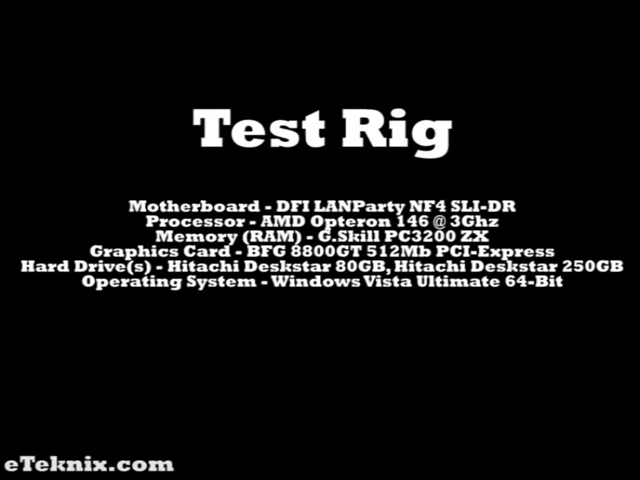 Test Rig
Motherboard - DFI LANParty NF4 SLI-DR
Processor - AMD Opteron 146 @ 3Ghz
Memory (RAM) - G.Skill PC3200 ZX
Graphics Card - BFG 8800GT 512Mb PCI-Express
Hard Drive(s) - Hitachi Deskstar 80GB, Hitachi Deskstar 250GB
Operating System - Windows Vista Ultimate 64-Bit
eTeknix.com